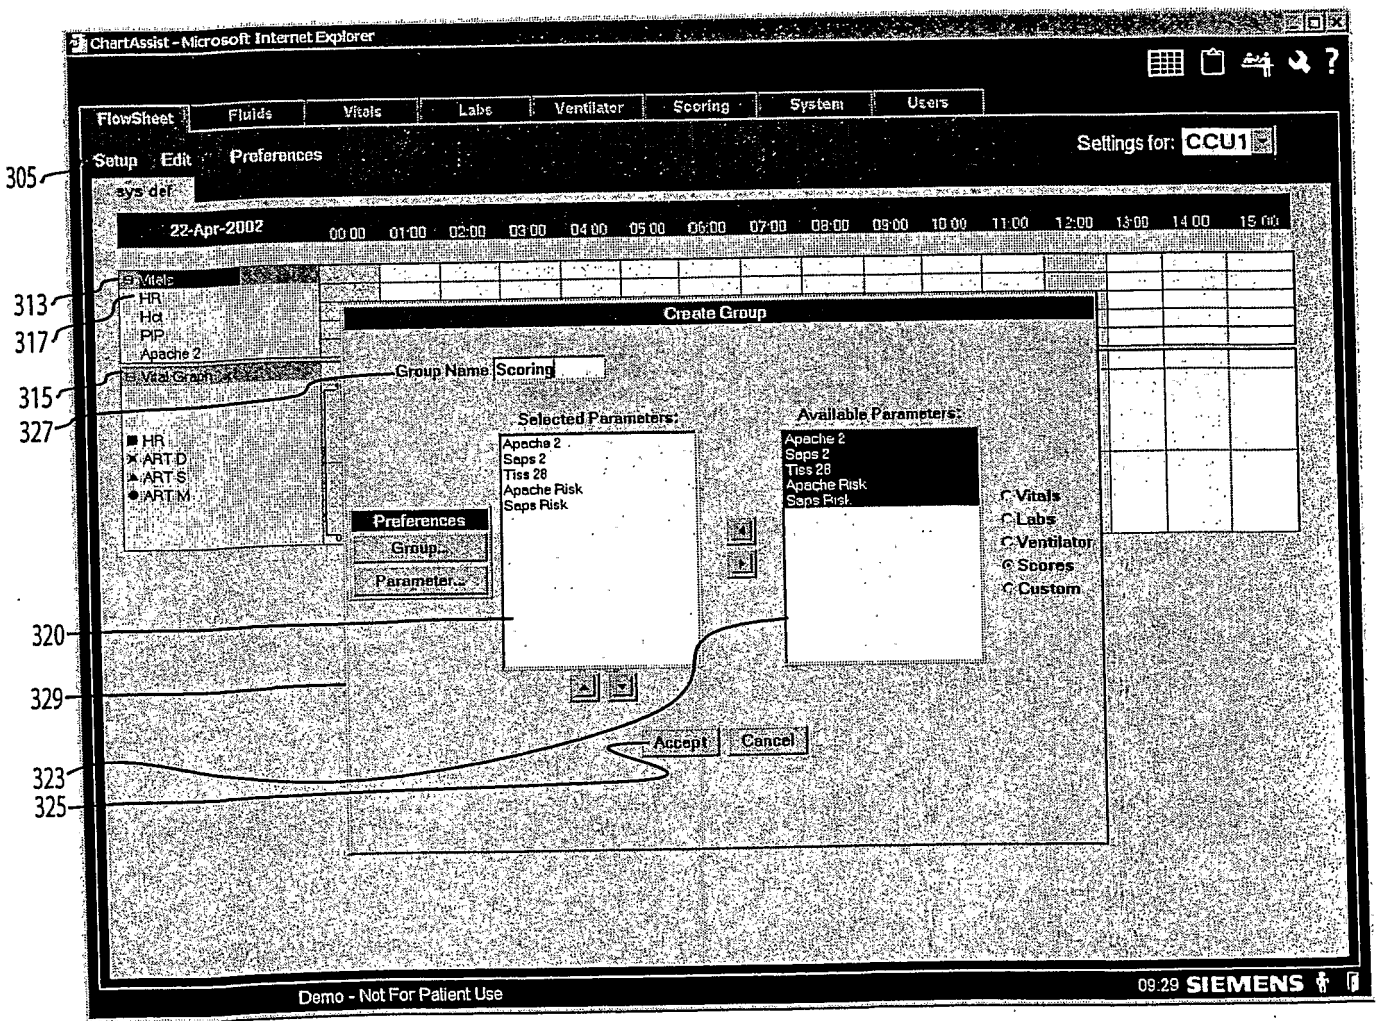 ChartAssist - Microsoft Internet Explorer
?
FlowSheet Fluids Vitals Labs Ventilator Scoring System Users
Setup Edit Preferences Settings for: CCU1
305
sys def
22-Apr-2002 00:00 01:00 02:00 03:00 04:00 05:00 06:00 07:00 08:00 09:00 10:00 11:00 12:00 13:00 14:00 15:00
313 Vitals
HR
317 Hct
PIP
Apache 2
315 Vital Graph
327
HR
ART D
ART S
ART M
Create Group
Group Name Scoring
Selected Parameters: Available Parameters:
Apache 2 Apache 2
Saps 2 Saps 2
Tiss 28 Tiss 28
Apache Risk Apache Risk
Saps Risk Saps Risk
Vitals
Labs
Ventilator
Scores
Custom
Preferences
Group...
Parameter...
320
329
323
325
Accept Cancel
Demo - Not For Patient Use 09:29 SIEMENS